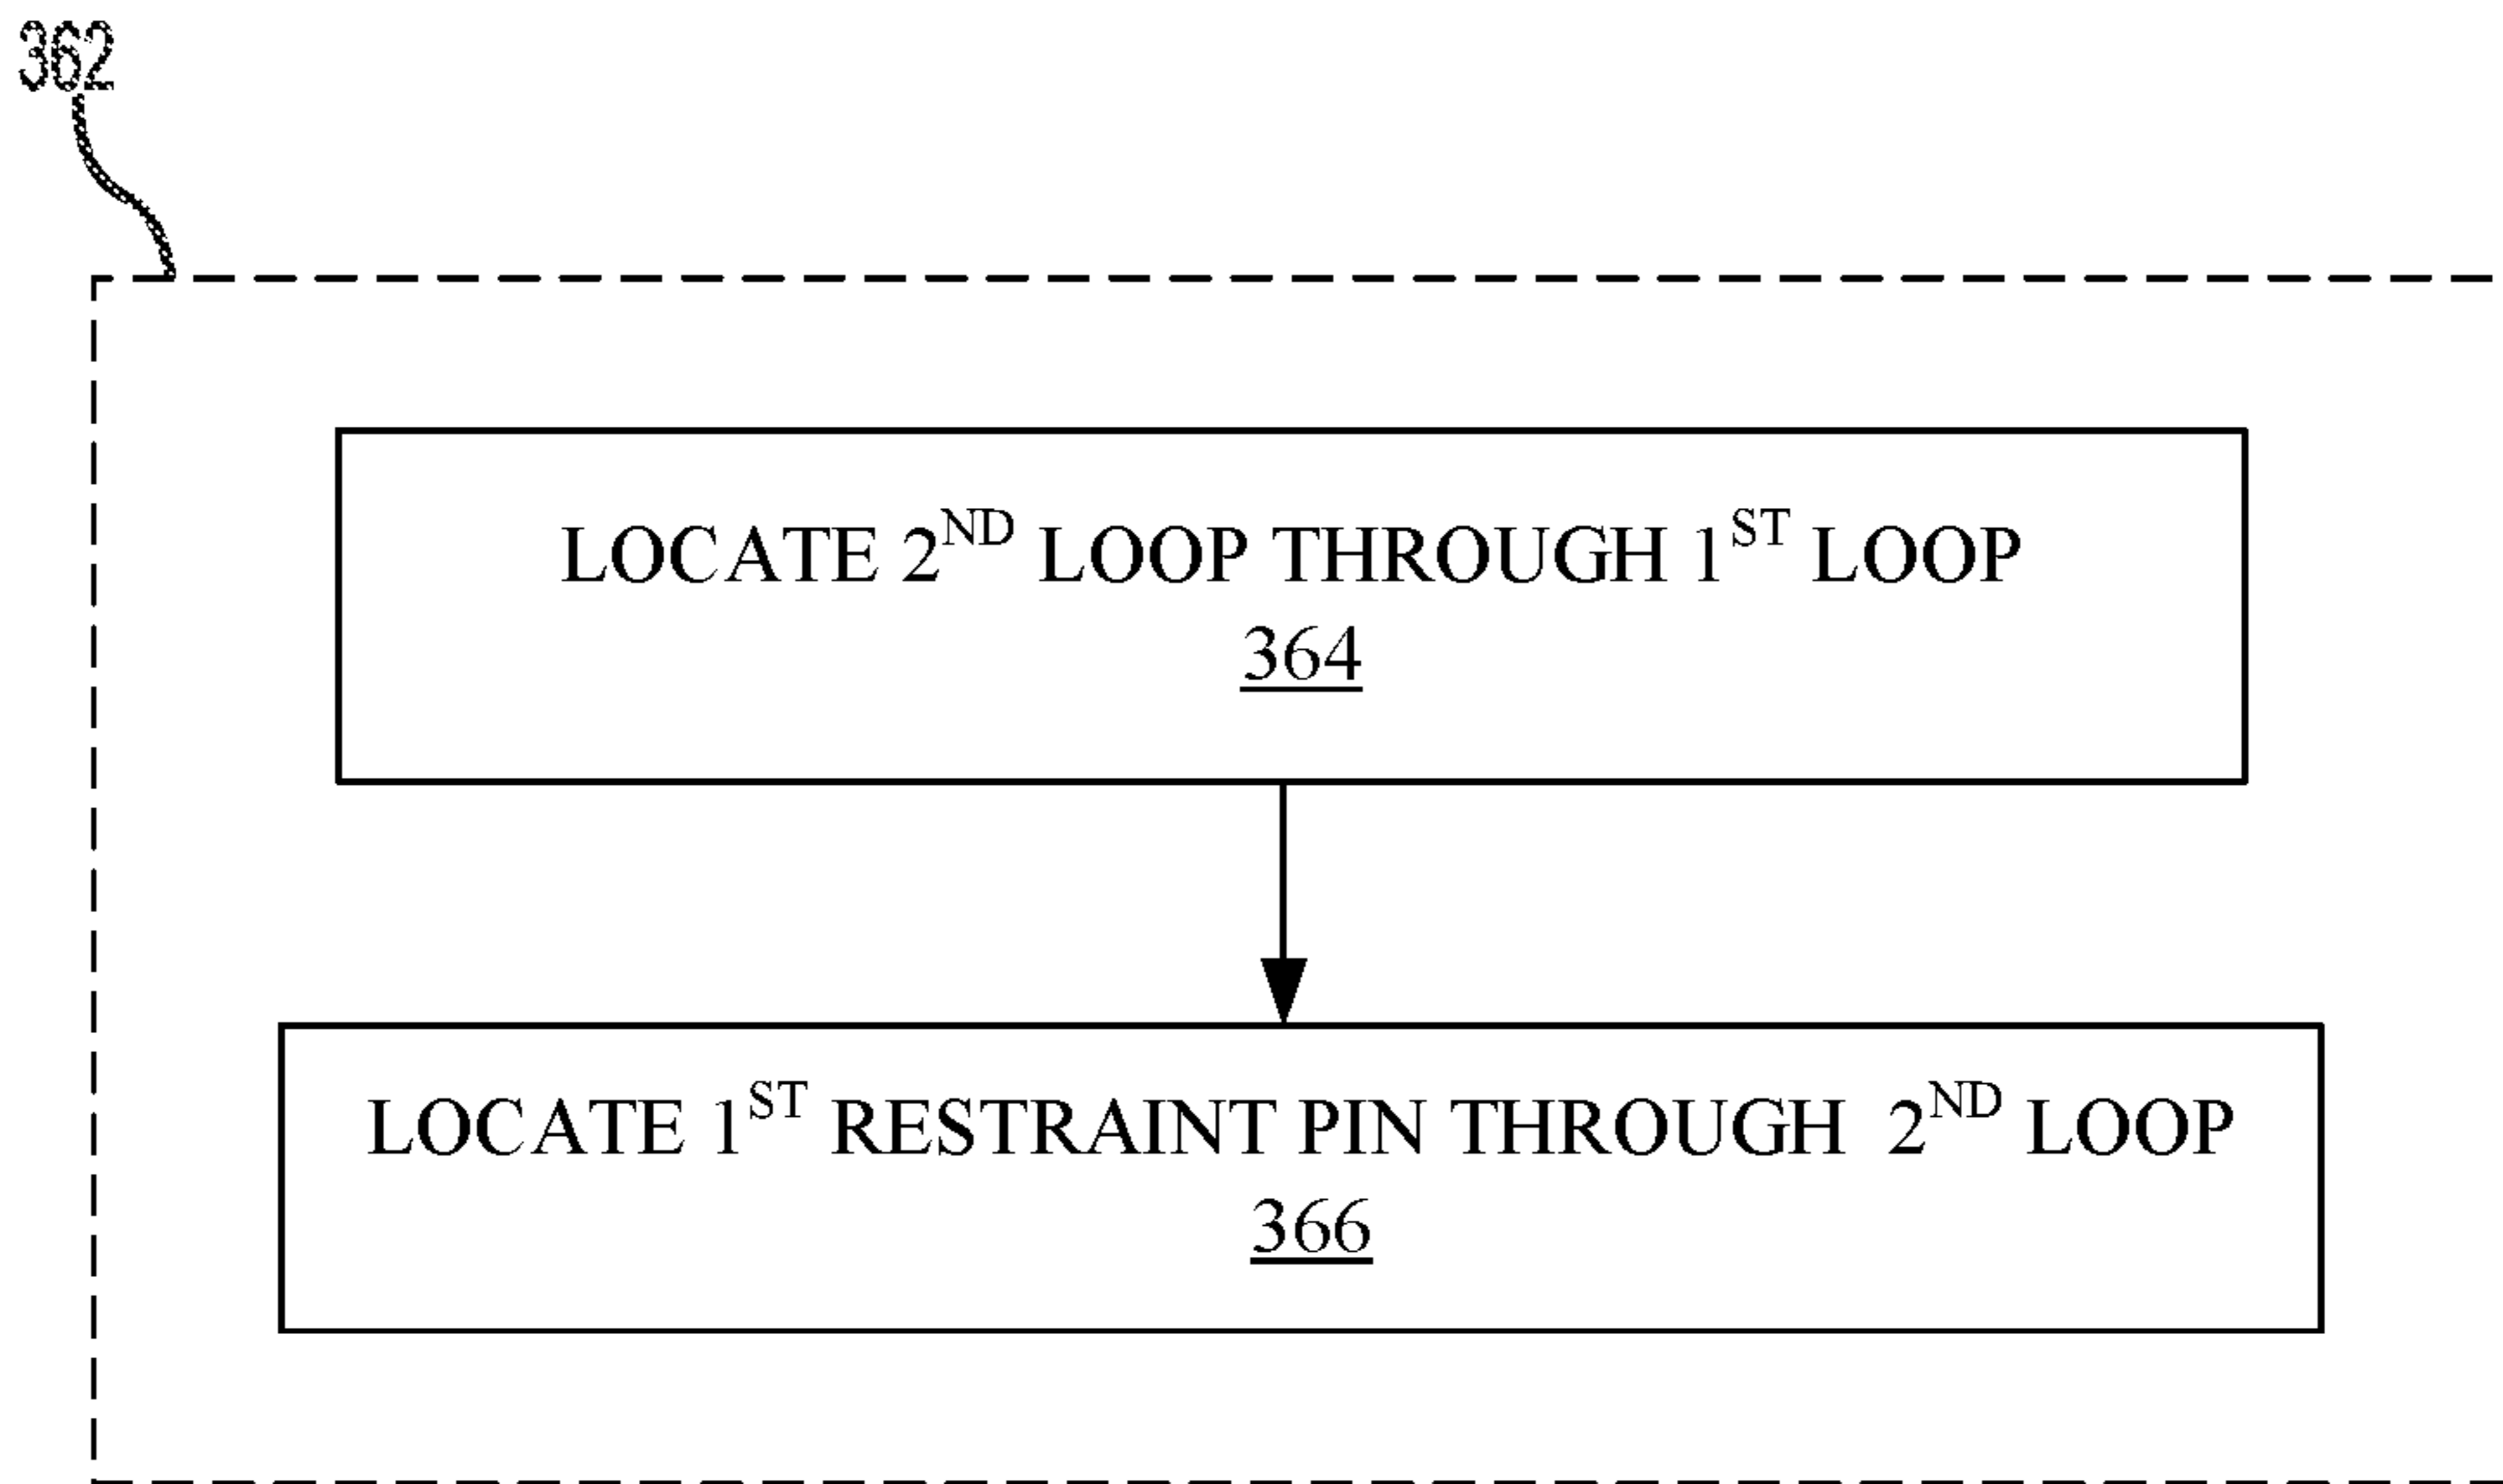 362
LOCATE 2ND LOOP THROUGH 1ST LOOP
364
LOCATE 1ST RESTRAINT PIN THROUGH 2ND LOOP
366